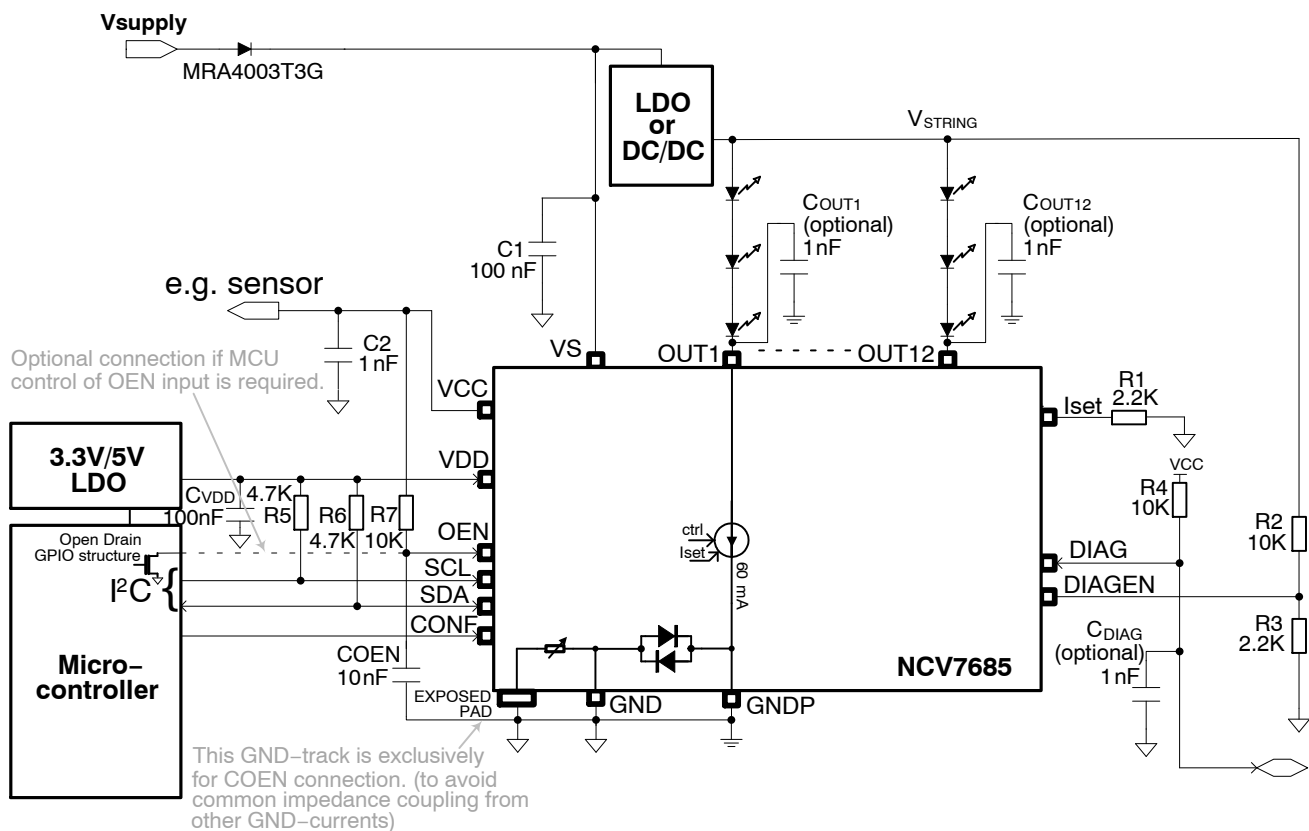 Vsupply
MRA4003T3G
LDO
or
DC/DC
VSTRING
COUT1
(optional)
1nF
COUT12
(optional)
1nF
C1
100 nF
e.g. sensor
C2
1nF
Optional connection if MCU
control of OEN input is required.
VS
OUT1
OUT12
VCC
Iset
R1
2.2K
3.3V/5V
LDO
VDD
CVDD
100nF
4.7K
R5
R6
4.7K
R7
10K
VCC
R4
10K
R2
10K
Open Drain
GPIO structure
OEN
ctrl
Iset
60 mA
DIAG
I²C {
SCL
SDA
DIAGEN
CONF
Micro−
controller
COEN
10nF
NCV7685
CDIAG
(optional)
1nF
R3
2.2K
EXPOSED
PAD
GND
GNDP
This GND−track is exclusively
for COEN connection. (to avoid
common impedance coupling from
other GND−currents)